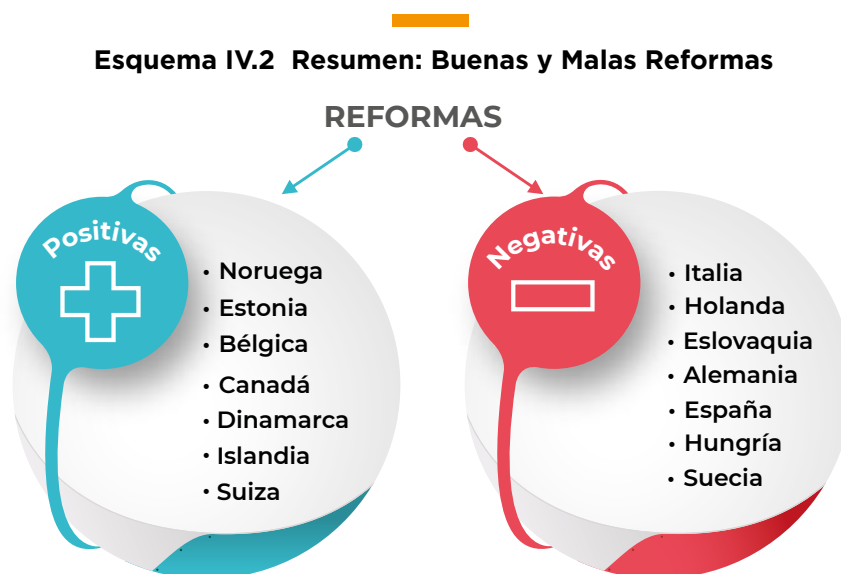 Esquema IV.2 Resumen: Buenas y Malas Reformas
REFORMAS
Positivas
• Noruega
• Estonia
• Bélgica
• Canadá
• Dinamarca
• Islandia
• Suiza
Negativas
• Italia
• Holanda
• Eslovaquia
• Alemania
• España
• Hungría
• Suecia